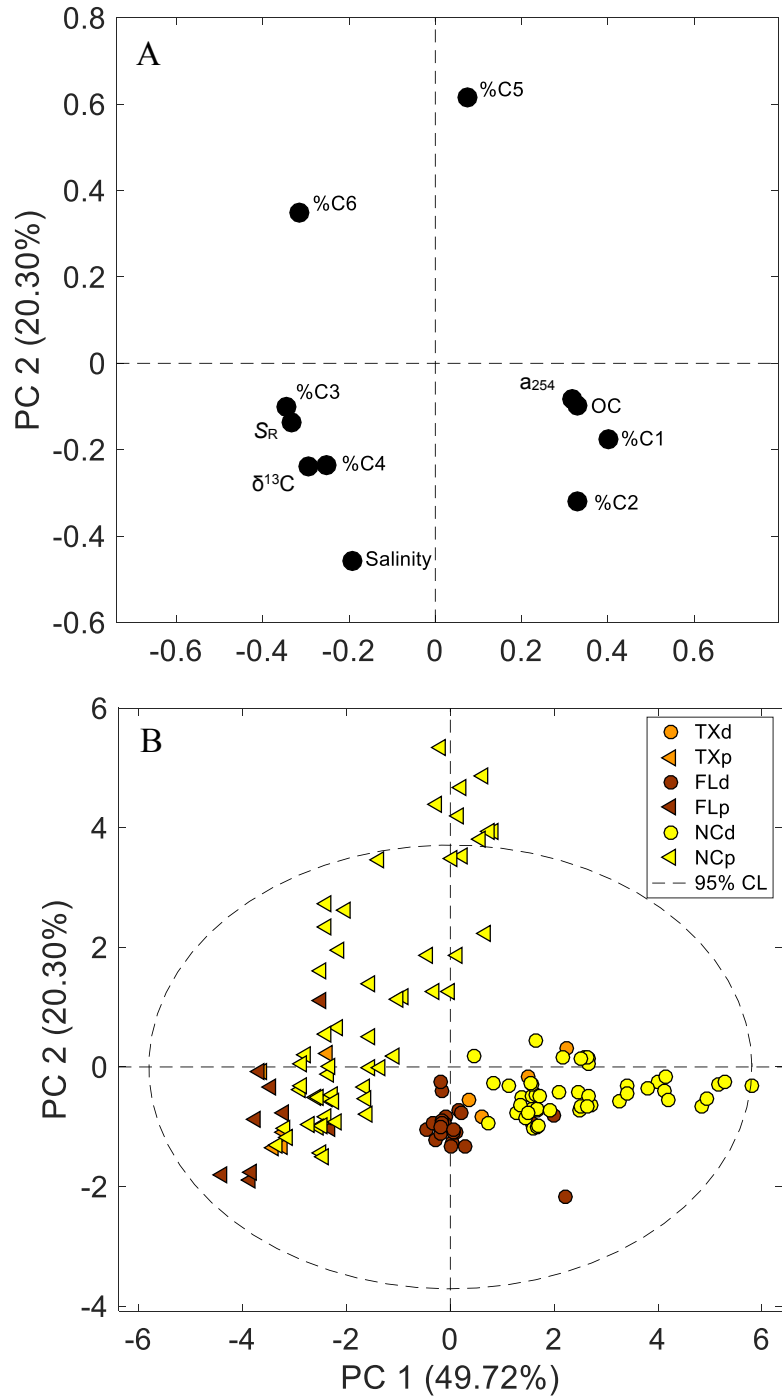 A
0.8
0.6
0.4
0.2
0
-0.2
-0.4
-0.6
PC 2 (20.30%)
%C5
%C6
%C3
SR
δ¹³C
%C4
Salinity
a₂₅₄
OC
%C1
%C2
-0.6 -0.4 -0.2 0 0.2 0.4 0.6
B
6
4
2
0
-2
-4
PC 2 (20.30%)
TXd
TXp
FLd
FLp
NCd
NCp
95% CL
-6 -4 -2 0 2 4 6
PC 1 (49.72%)